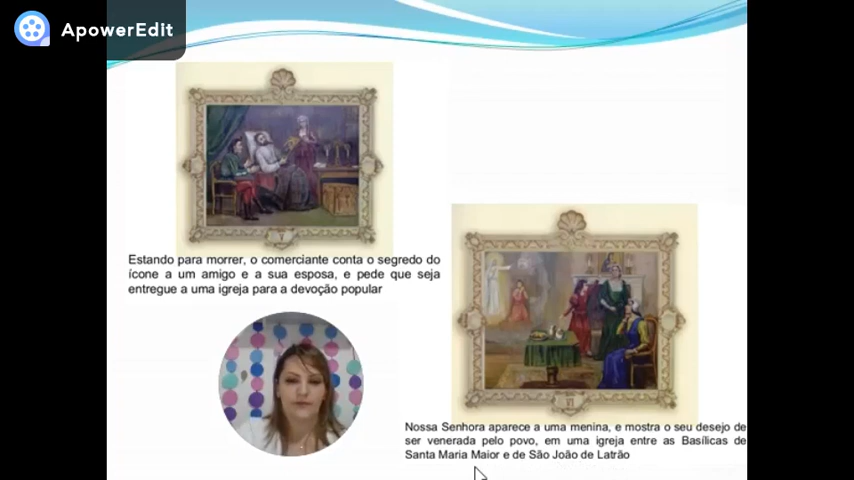 ApowerEdit
Estando para morrer, o comerciante conta o segredo do
ícone a um amigo e a sua esposa, e pede que seja
entregue a uma igreja para a devoção popular
VI
Nossa Senhora aparece a uma menina, e mostra o seu desejo de
ser venerada pelo povo, em uma igreja entre as Basílicas de
Santa Maria Maior e de São João de Latrão